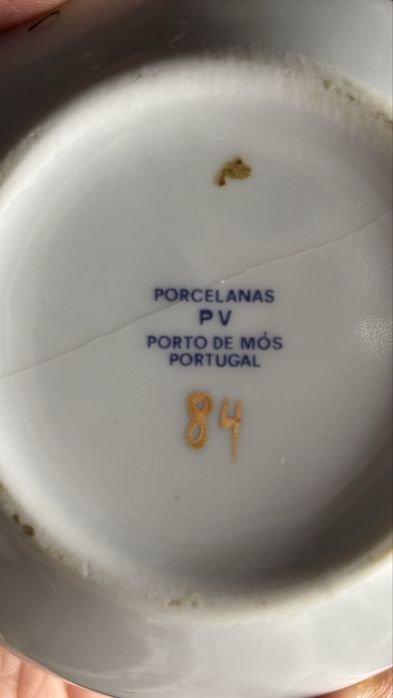 PORCELANAS
PV
PORTO DE MÓS
PORTUGAL
84